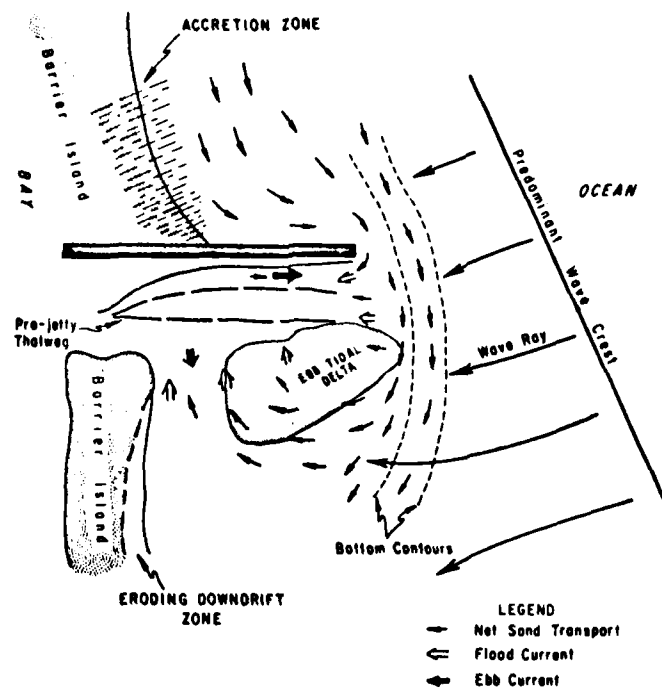 ACCRETION ZONE
Barrier Island
BAY
OCEAN
Predominant Wave Crest
Pre-jetty
Thalweg
Wave Ray
EBB TIDAL
DELTA
Barrier Island
Bottom Contours
ERODING DOWNDRIFT
ZONE
LEGEND
Net Sand Transport
Flood Current
Ebb Current